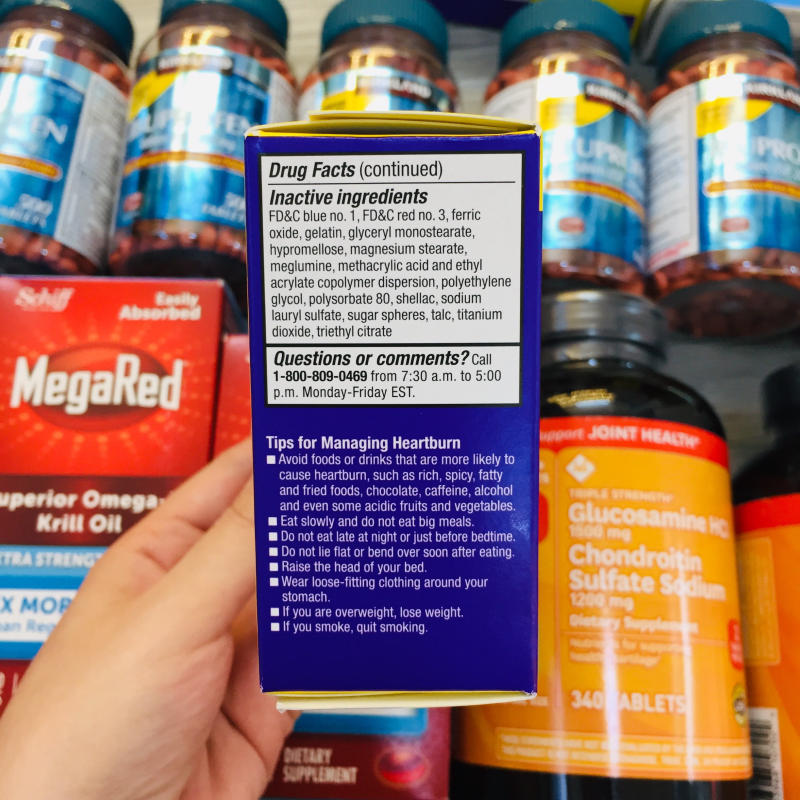 KIRKLAND
KIRKLAND
500
TABLETS
Drug Facts (continued)
Inactive ingredients
FD&C blue no. 1, FD&C red no. 3, ferric
oxide, gelatin, glyceryl monostearate,
hypromellose, magnesium stearate,
meglumine, methacrylic acid and ethyl
acrylate copolymer dispersion, polyethylene
glycol, polysorbate 80, shellac, sodium
lauryl sulfate, sugar spheres, talc, titanium
dioxide, triethyl citrate
Questions or comments? Call
1-800-809-0469 from 7:30 a.m. to 5:00
p.m. Monday-Friday EST.
Tips for Managing Heartburn
■ Avoid foods or drinks that are more likely to
cause heartburn, such as rich, spicy, fatty
and fried foods, chocolate, caffeine, alcohol
and even some acidic fruits and vegetables.
■ Eat slowly and do not eat big meals.
■ Do not eat late at night or just before bedtime.
■ Do not lie flat or bend over soon after eating.
■ Raise the head of your bed.
■ Wear loose-fitting clothing around your
stomach.
■ If you are overweight, lose weight.
■ If you smoke, quit smoking.
Schiff
Easily
Absorbed
MegaRed
Omega-
Krill Oil
DIETARY
SUPPLEMENT
JOINT HEALTH*
TRIPLE STRENGTH*
Glucosamine HCl
1500 mg
Chondroitin
Sulfate Sodium
1200 mg
Dietary Supplement
340 TABLETS